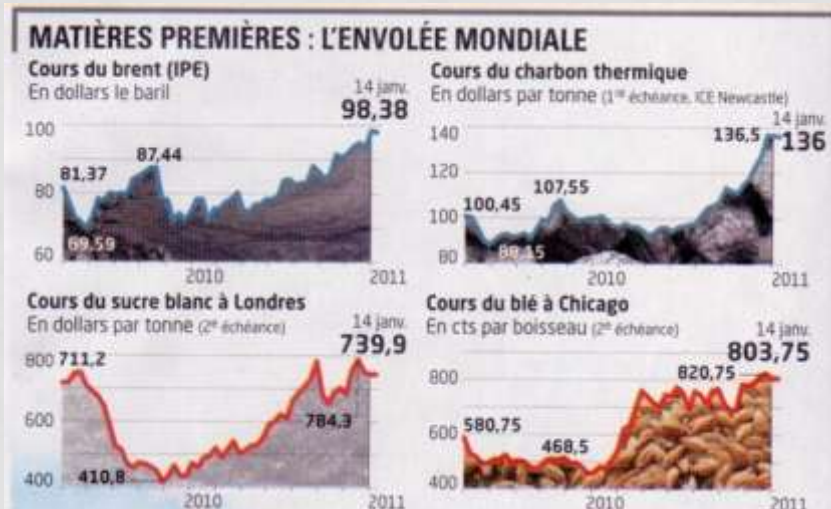 MATIÈRES PREMIÈRES : L'ENVOLÉE MONDIALE
Cours du brent (IPE)
En dollars le baril
14 janv.
98,38
100
80
60
81,37
69,59
87,44
2010
2011
Cours du charbon thermique
En dollars par tonne (1re échéance, ICE Newcastle)
14 janv.
136
140
120
100
80
100,45
88,15
107,55
136,5
2010
2011
Cours du sucre blanc à Londres
En dollars par tonne (2e échéance)
14 janv.
739,9
800
600
400
711,2
410,8
784,3
2010
2011
Cours du blé à Chicago
En cts par boisseau (2e échéance)
14 janv.
803,75
800
600
400
580,75
468,5
820,75
2010
2011